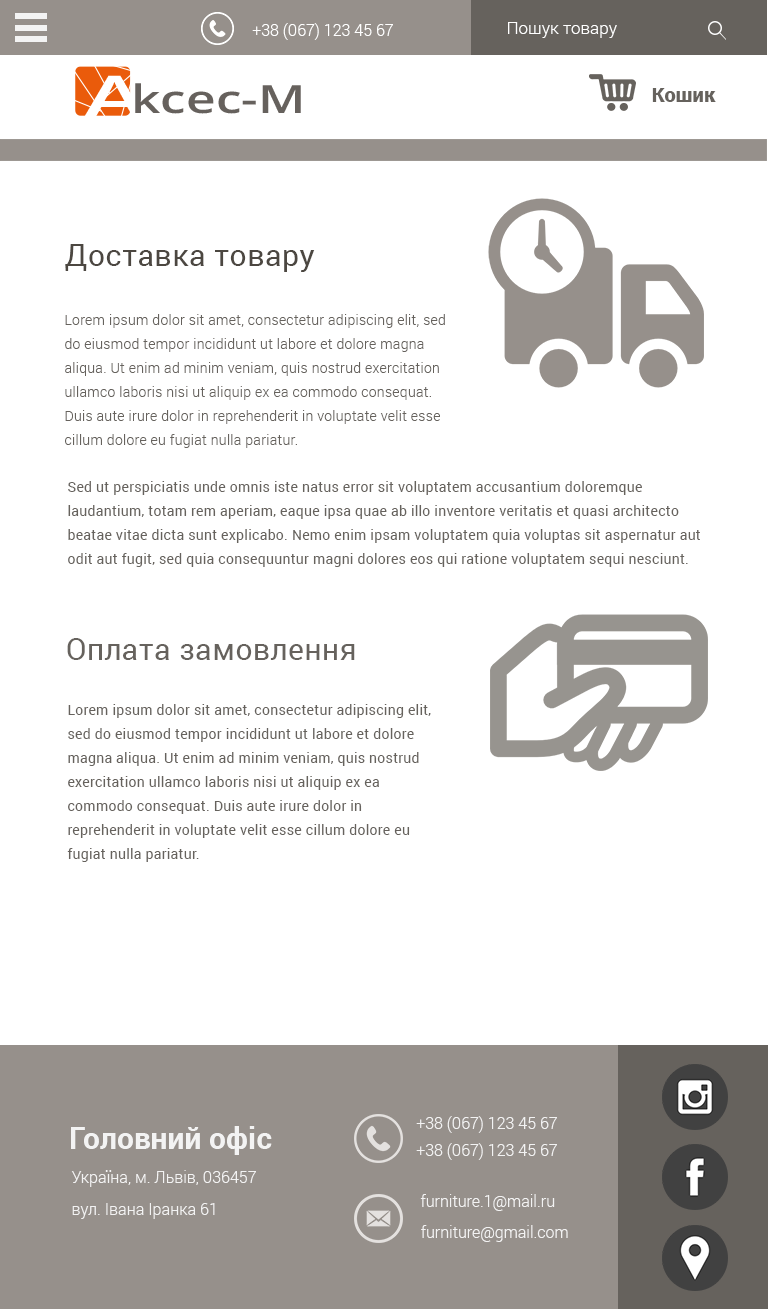 +38 (067) 123 45 67
Пошук товару
Аксес-М
Кошик
Доставка товару
Lorem ipsum dolor sit amet, consectetur adipiscing elit, sed
do eiusmod tempor incididunt ut labore et dolore magna
aliqua. Ut enim ad minim veniam, quis nostrud exercitation
ullamco laboris nisi ut aliquip ex ea commodo consequat.
Duis aute irure dolor in reprehenderit in voluptate velit esse
cillum dolore eu fugiat nulla pariatur.
Sed ut perspiciatis unde omnis iste natus error sit voluptatem accusantium doloremque
laudantium, totam rem aperiam, eaque ipsa quae ab illo inventore veritatis et quasi architecto
beatae vitae dicta sunt explicabo. Nemo enim ipsam voluptatem quia voluptas sit aspernatur aut
odit aut fugit, sed quia consequuntur magni dolores eos qui ratione voluptatem sequi nesciunt.
Оплата замовлення
Lorem ipsum dolor sit amet, consectetur adipiscing elit,
sed do eiusmod tempor incididunt ut labore et dolore
magna aliqua. Ut enim ad minim veniam, quis nostrud
exercitation ullamco laboris nisi ut aliquip ex ea
commodo consequat. Duis aute irure dolor in
reprehenderit in voluptate velit esse cillum dolore eu
fugiat nulla pariatur.
Головний офіс
Україна, м. Львів, 036457
вул. Івана Іранка 61
+38 (067) 123 45 67
+38 (067) 123 45 67
furniture.1@mail.ru
furniture@gmail.com